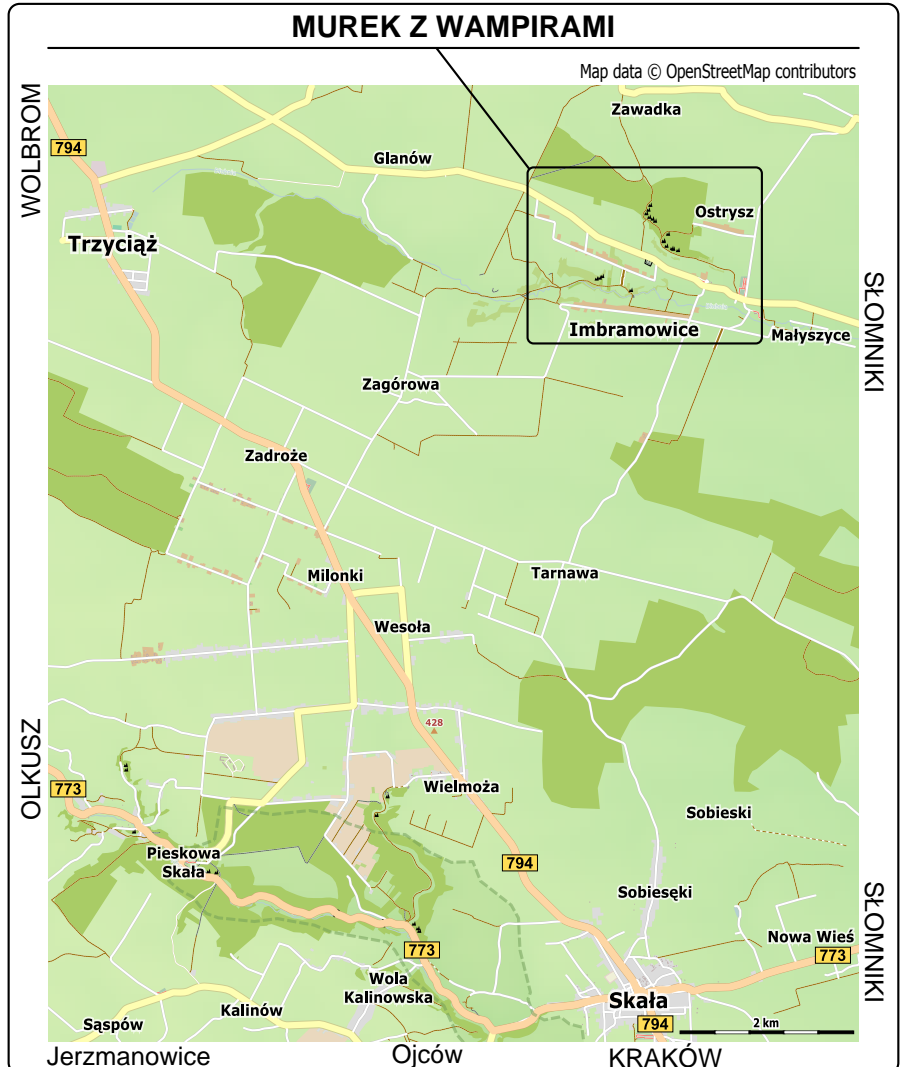 MUREK Z WAMPIRAMI
Map data © OpenStreetMap contributors
WOLBROM
Zawadka
794
Glanów
Ostrysz
Trzyciąż
SŁOMNIKI
Imbramowice
Małyszyce
Zagórowa
Zadroże
Milonki
Tarnawa
Wesoła
OLKUSZ
428
773
Wielmoża
Sobieski
Pieskowa
Skała
794
Sobiesęki
SŁOMNIKI
Nowa Wieś
773
773
Wola
Kalinowska
Skała
Sąspów
Kalinów
794
2 km
Jerzmanowice
Ojców
KRAKÓW